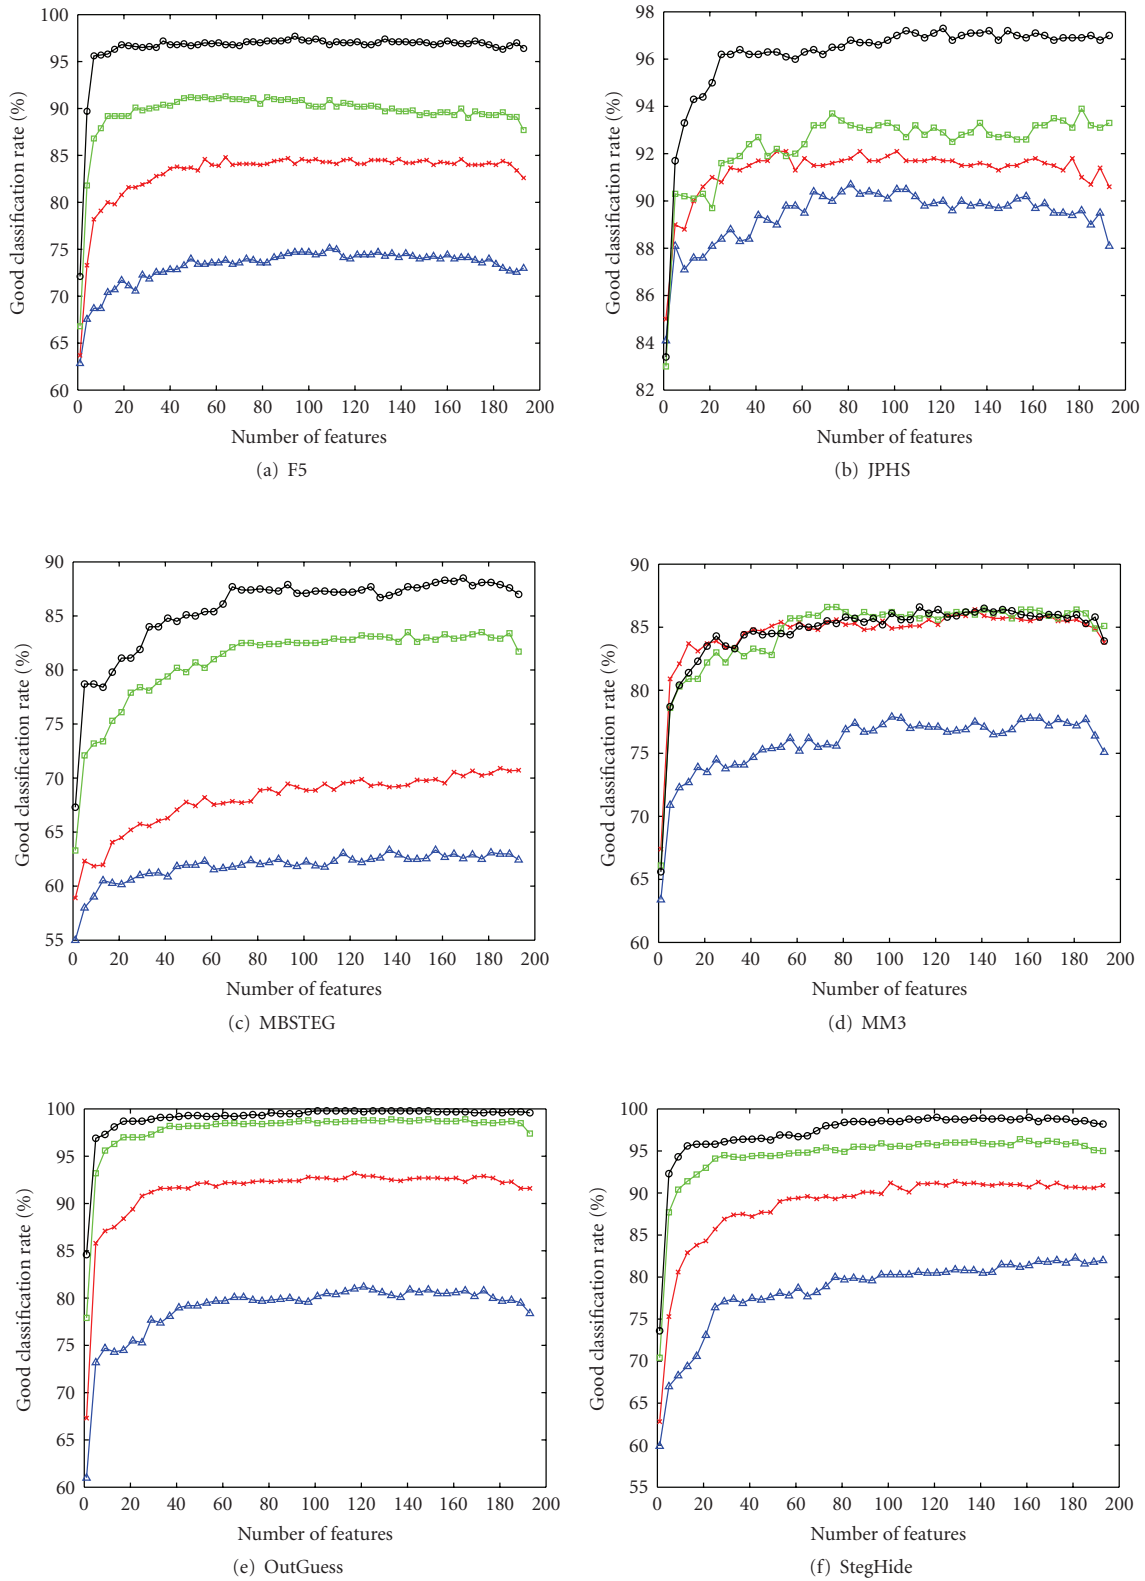 100
95
90
85
80
75
70
65
60
Good classification rate (%)
0 20 40 60 80 100 120 140 160 180 200
Number of features
(a) F5
98
96
94
92
90
88
86
84
82
Good classification rate (%)
0 20 40 60 80 100 120 140 160 180 200
Number of features
(b) JPHS
90
85
80
75
70
65
60
55
Good classification rate (%)
0 20 40 60 80 100 120 140 160 180 200
Number of features
(c) MBSTEG
90
85
80
75
70
65
60
Good classification rate (%)
0 20 40 60 80 100 120 140 160 180 200
Number of features
(d) MM3
100
95
90
85
80
75
70
65
60
Good classification rate (%)
0 20 40 60 80 100 120 140 160 180 200
Number of features
(e) OutGuess
100
95
90
85
80
75
70
65
60
55
Good classification rate (%)
0 20 40 60 80 100 120 140 160 180 200
Number of features
(f) StegHide